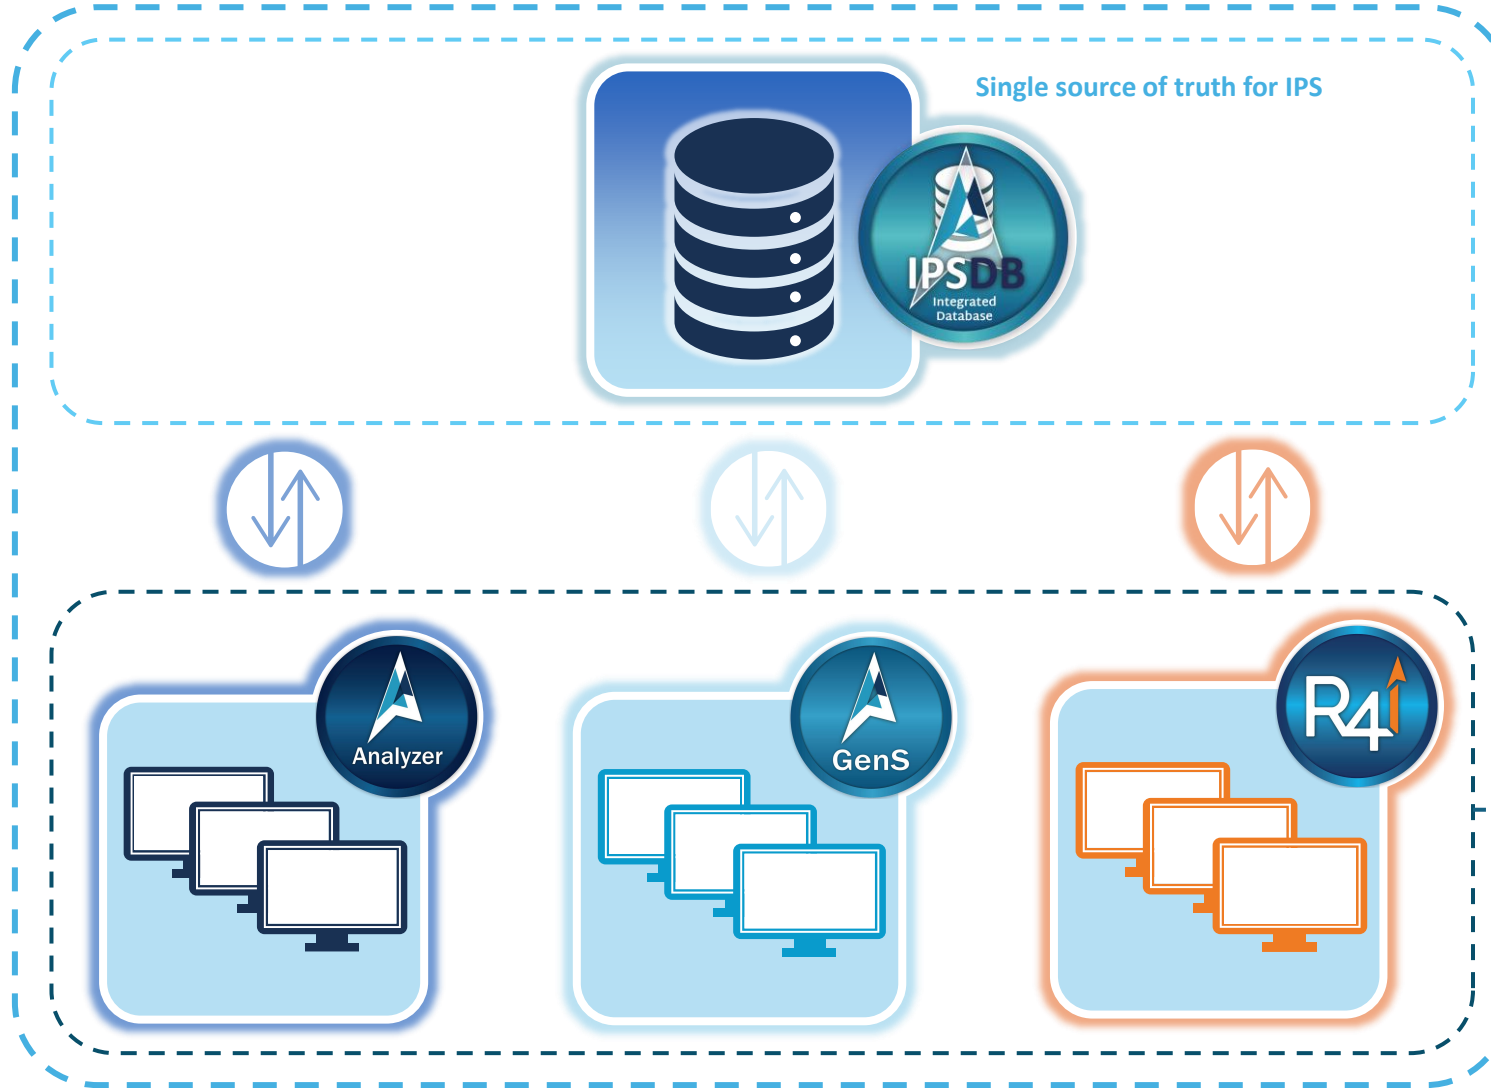 Single source of truth for IPS
IPSDB
Integrated
Database
Analyzer
GenS
R4i